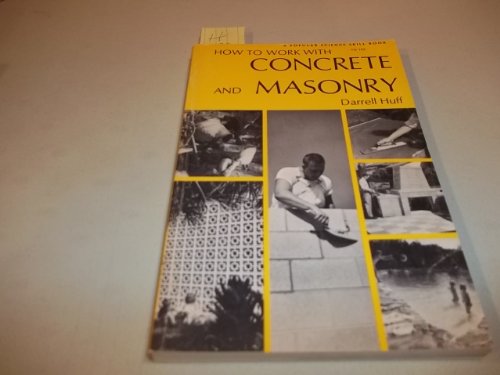 A POPULAR SCIENCE SKILL BOOK
HOW TO WORK WITH
CONCRETE
AND MASONRY
Darrell Huff